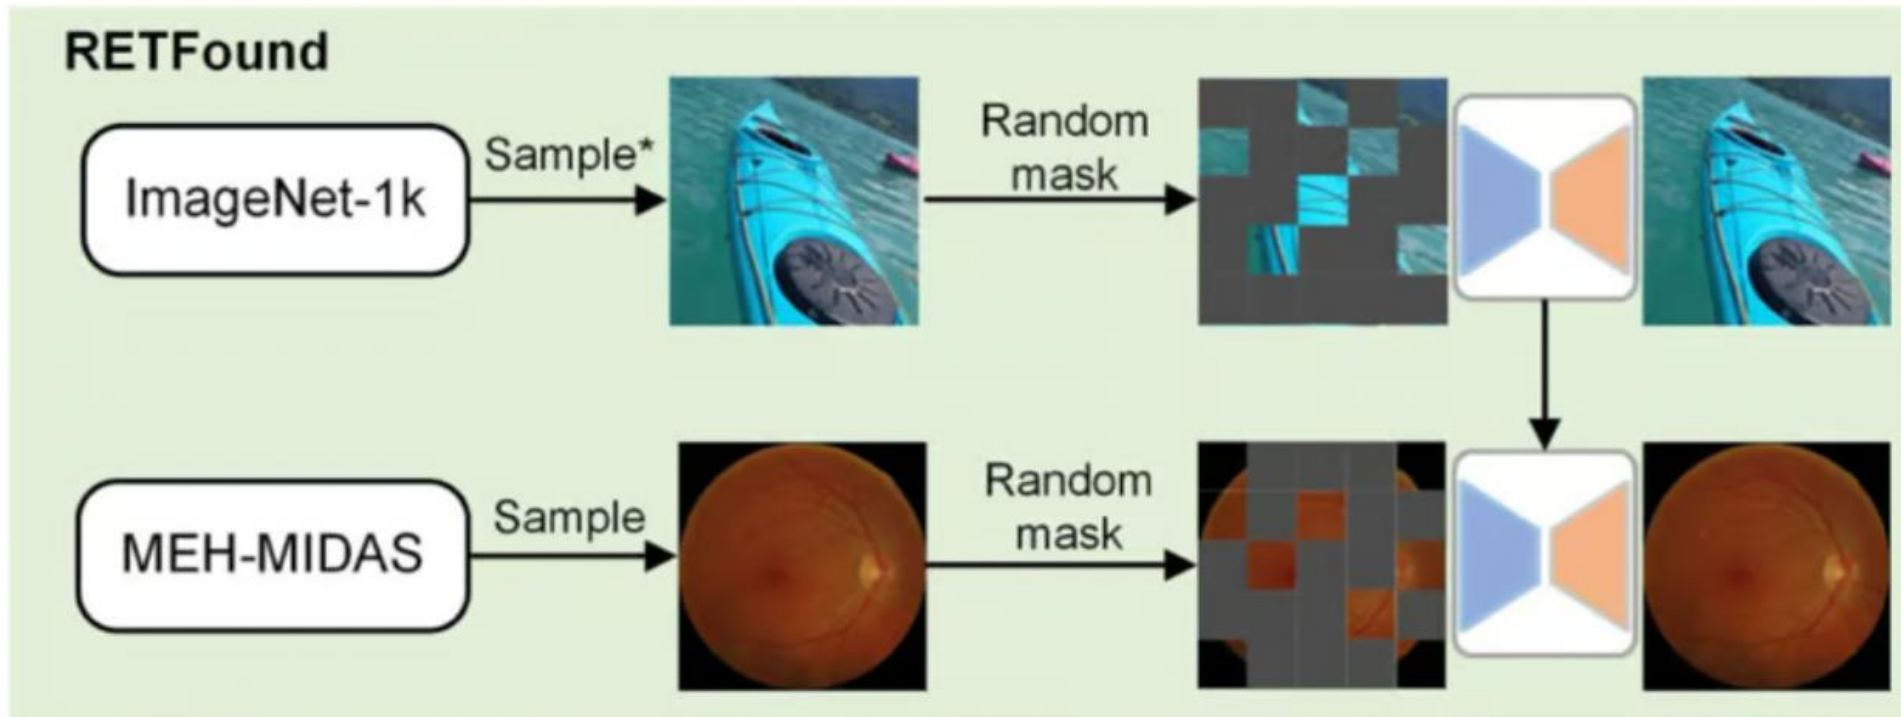 RETFound
ImageNet-1k
Sample*
Random
mask
MEH-MIDAS
Sample
Random
mask